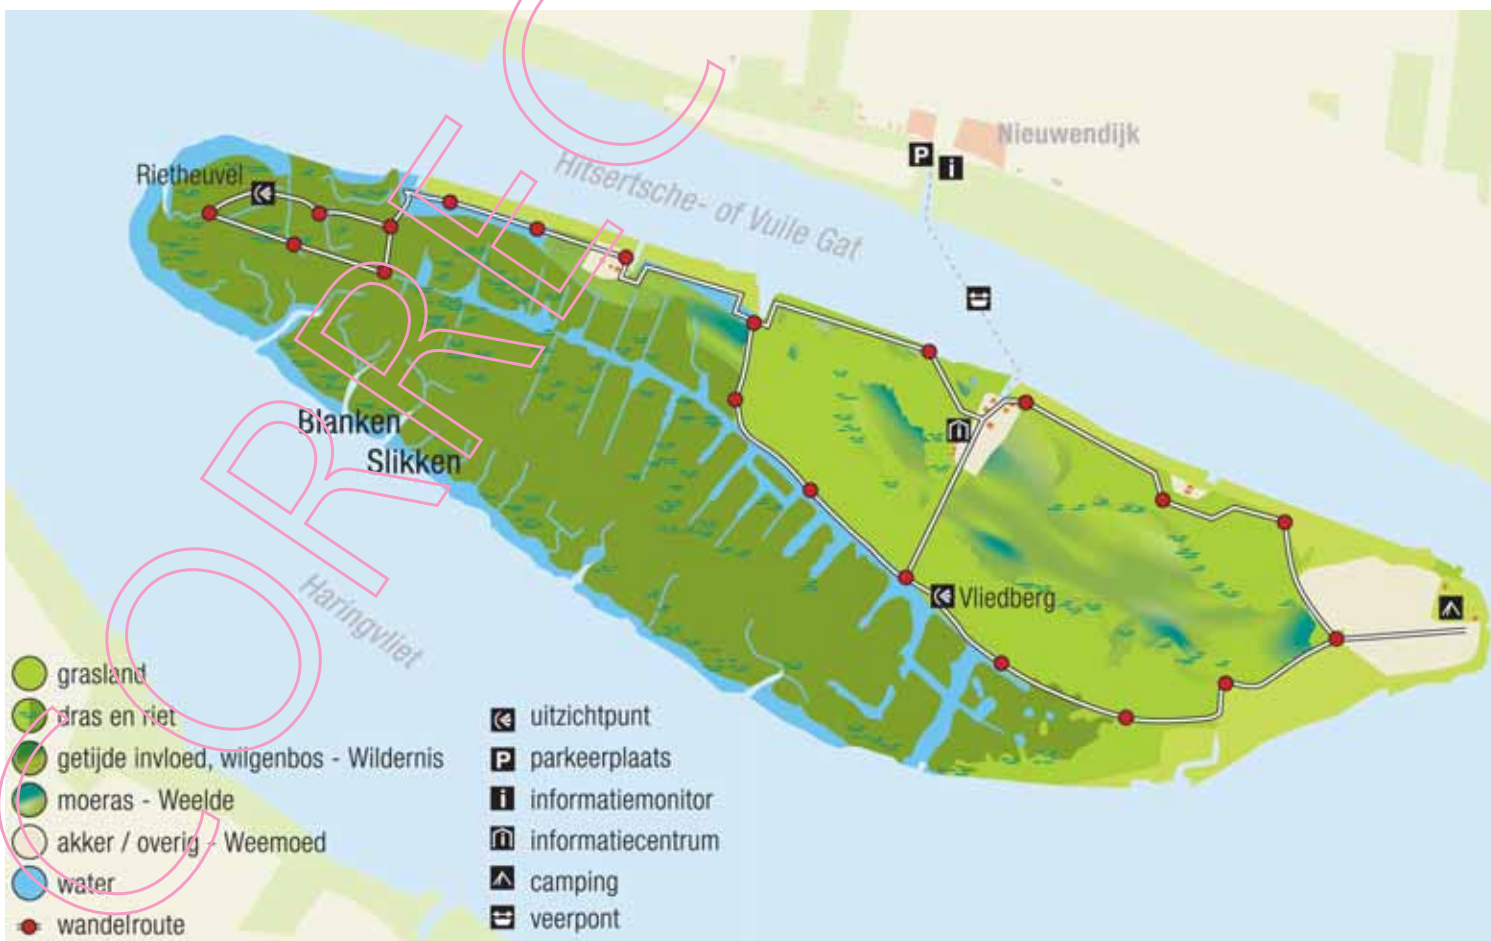 Nieuwendijk
P
i
Hitsertsche- of Vuile Gat
Rietheuvel
Blanken
Slikken
Haringvliet
Vliedberg
grasland
dras en riet
getijde invloed, wilgenbos - Wildernis
moeras - Weelde
akker / overig - Weemoed
water
wandelroute
uitzichtpunt
P parkeerplaats
i informatiemonitor
informatiecentrum
camping
veerpont
CORREC